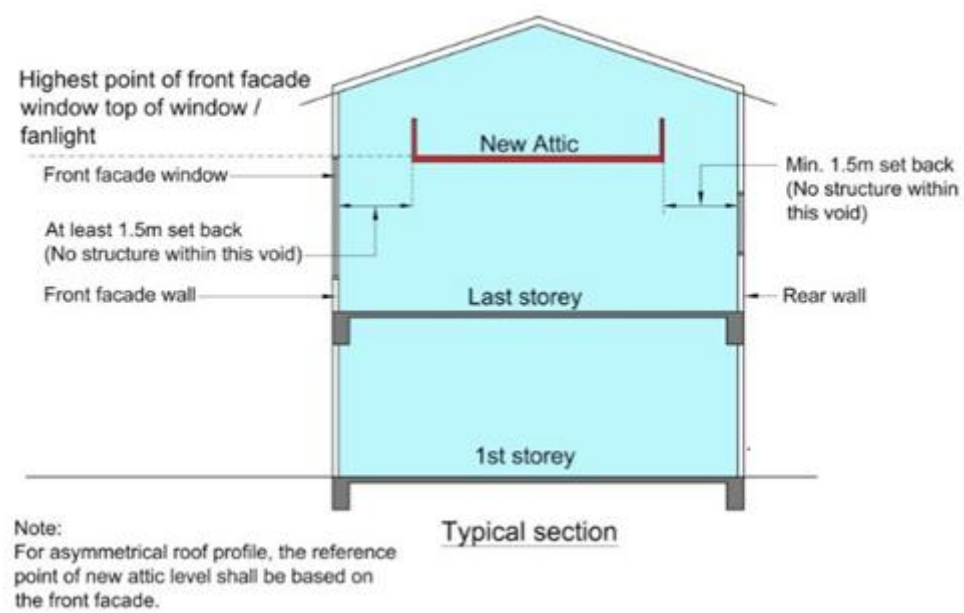 Highest point of front facade
window top of window /
fanlight
Front facade window
At least 1.5m set back
(No structure within this void)
Front facade wall
New Attic
Min. 1.5m set back
(No structure within
this void)
Last storey
Rear wall
1st storey
Typical section
Note:
For asymmetrical roof profile, the reference
point of new attic level shall be based on
the front facade.